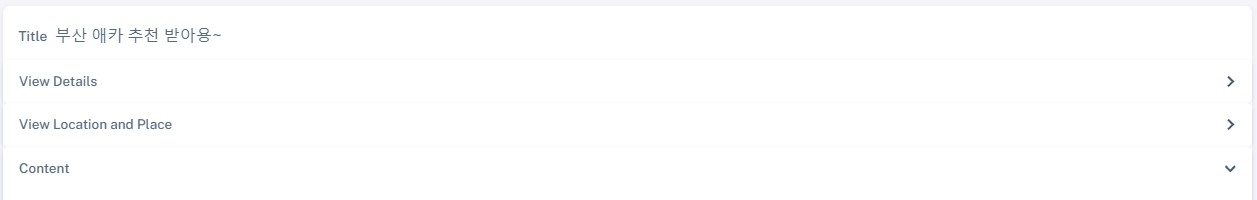 Title 부산 애카 추천 받아용~
View Details
View Location and Place
Content